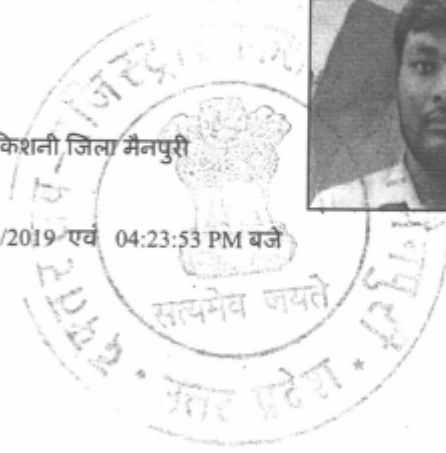 किशनी जिला मैनपुरी
/2019 एवं 04:23:53 PM बजे
सत्यमेव जयते
उत्तर प्रदेश